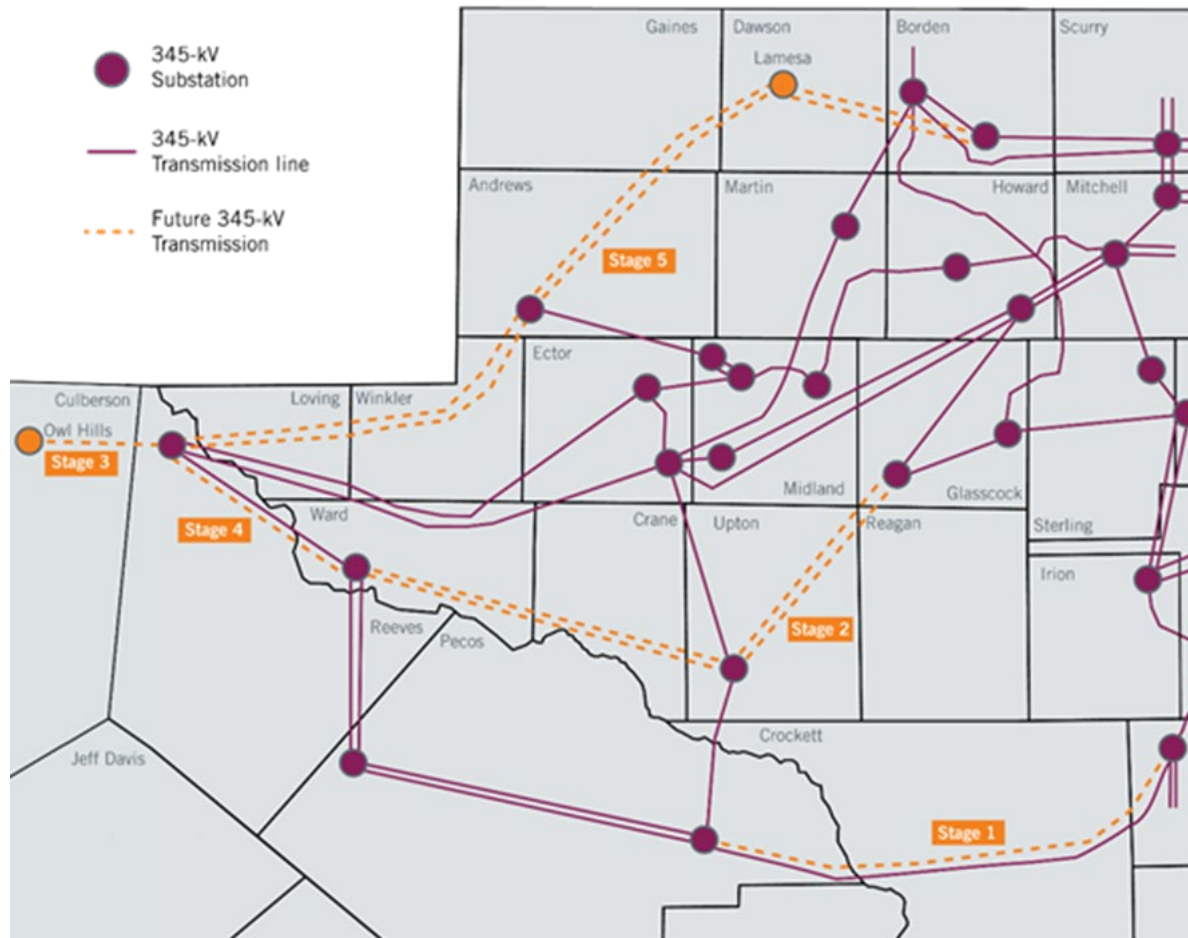 345-kV
Substation
345-kV
Transmission line
Future 345-kV
Transmission
Gaines
Dawson
Borden
Scurry
Lamesa
Andrews
Martin
Howard
Mitchell
Stage 5
Ector
Culberson
Loving
Winkler
Owl Hills
Stage 3
Midland
Glasscock
Ward
Crane
Upton
Reagan
Sterling
Stage 4
Irion
Reeves
Pecos
Stage 2
Crockett
Jeff Davis
Stage 1